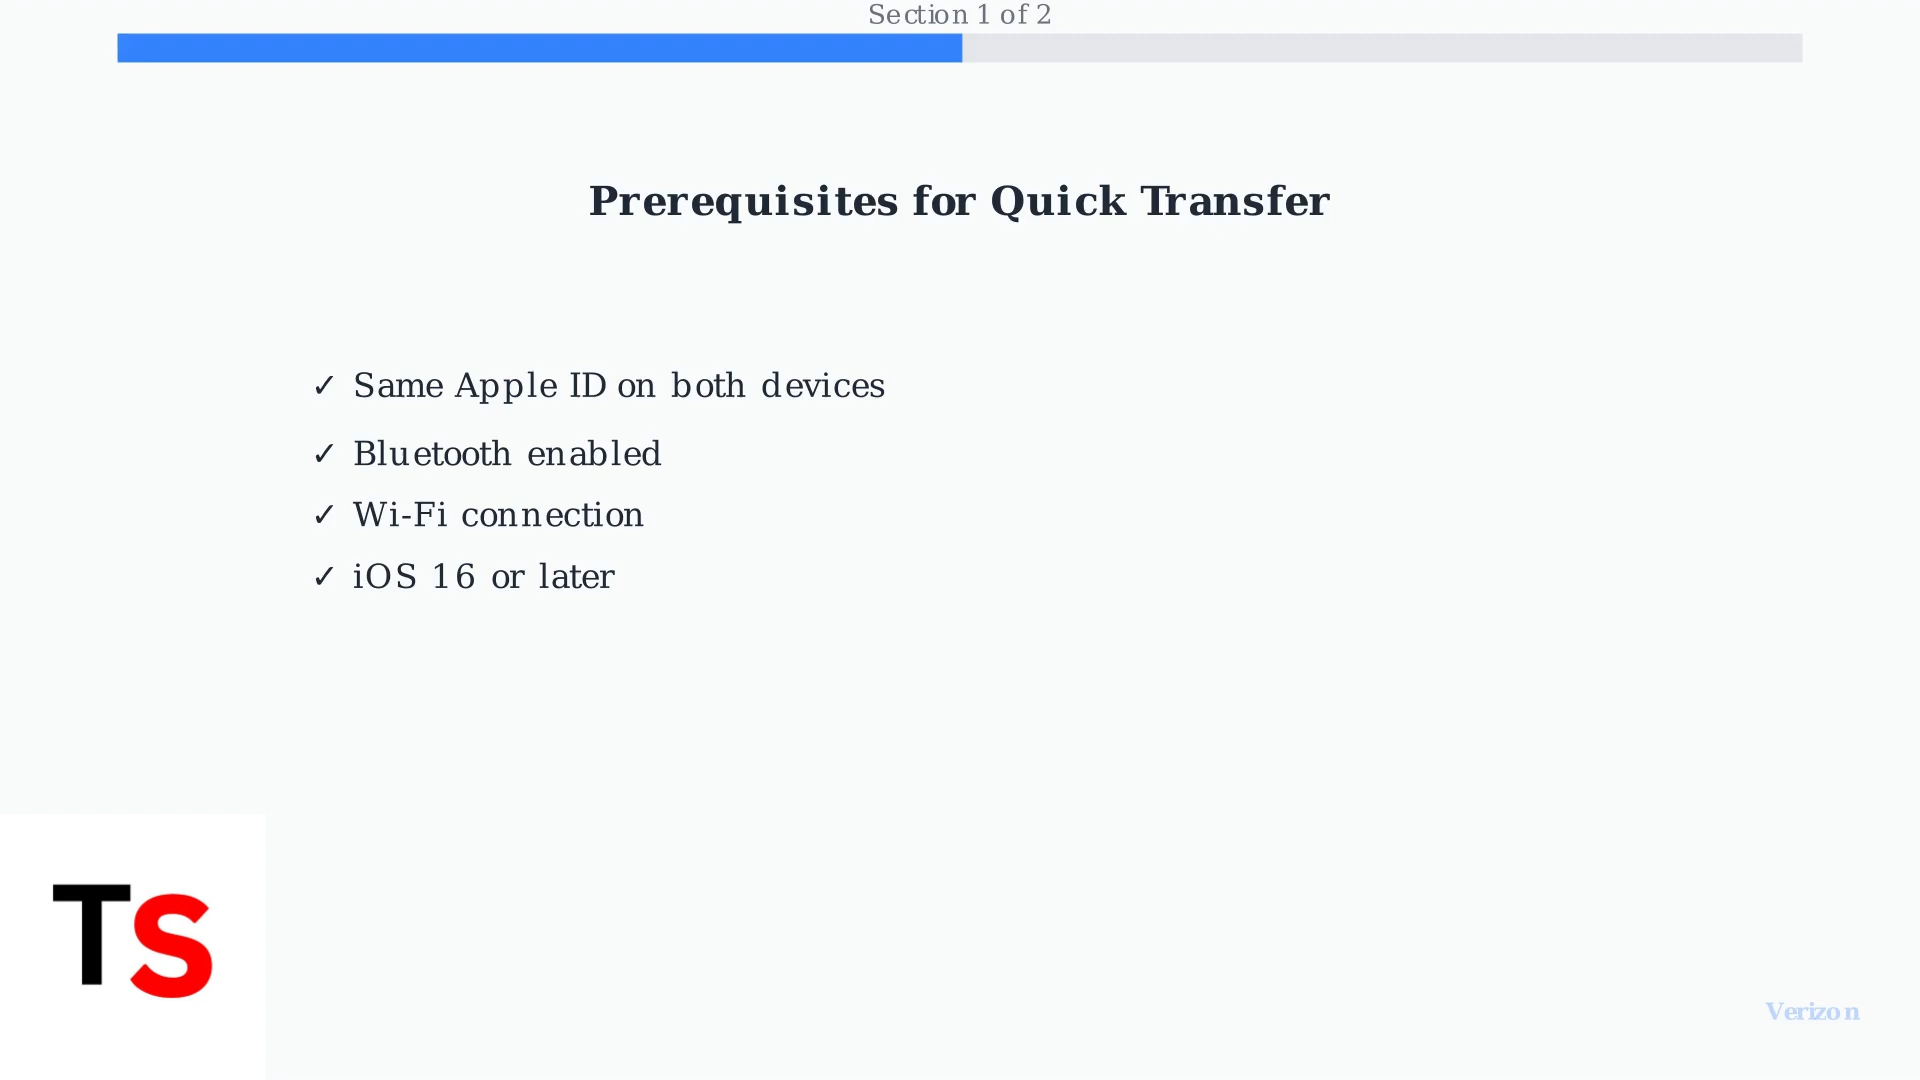 Section 1 of 2
Prerequisites for Quick Transfer
✓ Same Apple ID on both devices
✓ Bluetooth enabled
✓ Wi-Fi connection
✓ iOS 16 or later
TS
Verizon